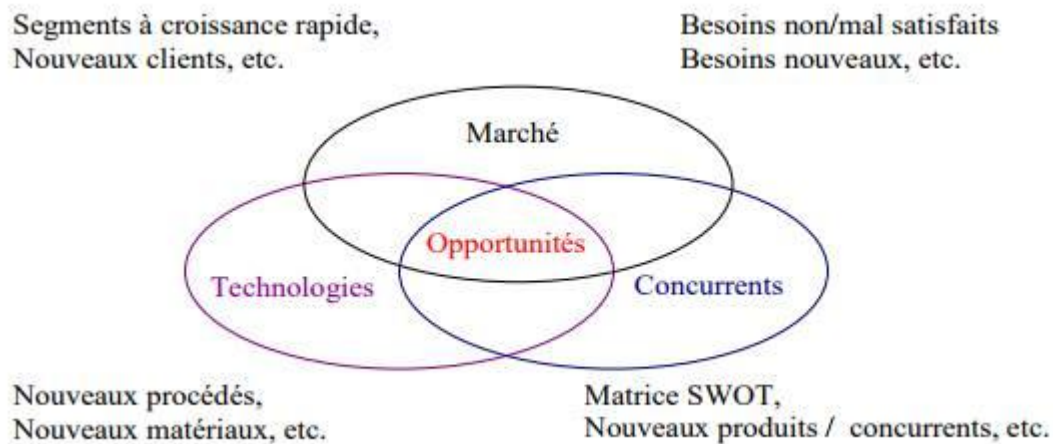 Segments à croissance rapide,
Nouveaux clients, etc.
Besoins non/mal satisfaits
Besoins nouveaux, etc.
Marché
Opportunités
Technologies
Concurrents
Nouveaux procédés,
Nouveaux matériaux, etc.
Matrice SWOT,
Nouveaux produits / concurrents, etc.